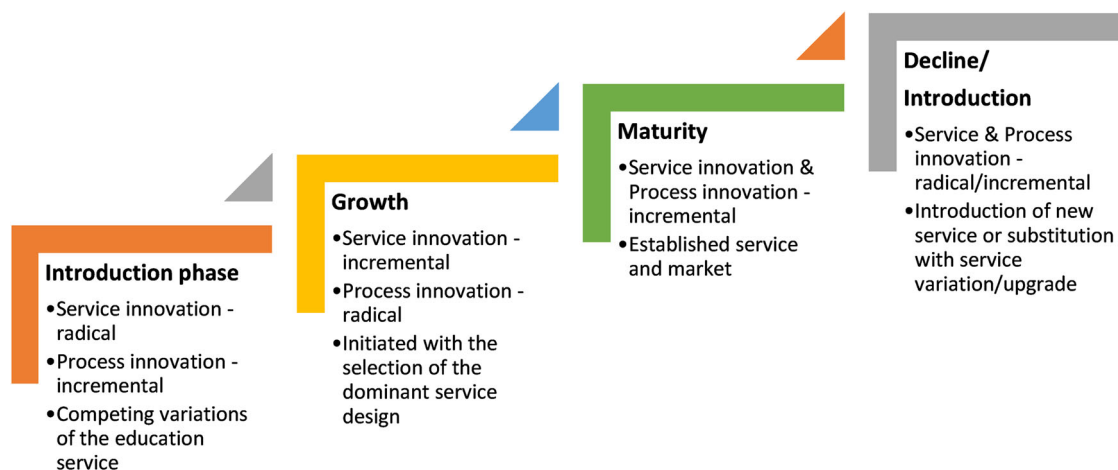 Introduction phase
•Service innovation -
radical
•Process innovation -
incremental
•Competing variations
of the education
service
Growth
•Service innovation -
incremental
•Process innovation -
radical
•Initiated with the
selection of the
dominant service
design
Maturity
•Service innovation &
Process innovation -
incremental
•Established service
and market
Decline/
Introduction
•Service & Process
innovation -
radical/incremental
•Introduction of new
service or substitution
with service
variation/upgrade